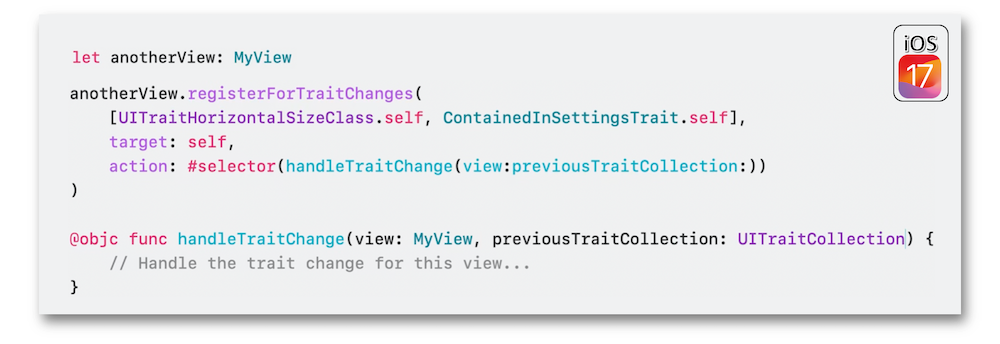 let anotherView: MyView
iOS
17
anotherView.registerForTraitChanges(
    [UITraitHorizontalSizeClass.self, ContainedInSettingsTrait.self],
    target: self,
    action: #selector(handleTraitChange(view:previousTraitCollection:))
)
@objc func handleTraitChange(view: MyView, previousTraitCollection: UITraitCollection) {
    // Handle the trait change for this view...
}